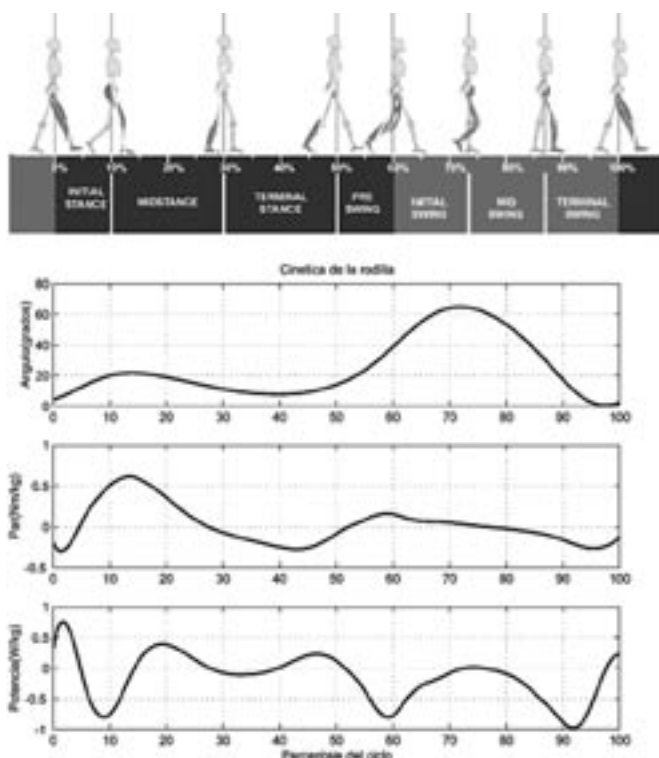 0% 10% 20% 30% 40% 50% 60% 70% 80% 90% 100%
INITIAL STANCE MIDSTANCE TERMINAL STANCE PRE SWING INITIAL SWING MID SWING TERMINAL SWING
Cinetica de la rodilla
Angulo(grados)
80
60
40
20
0
0 10 20 30 40 50 60 70 80 90 100
Par(Nm/kg)
1
0.5
0
-0.5
0 10 20 30 40 50 60 70 80 90 100
Potencia(W/kg)
1
0.5
0
-0.5
-1
0 10 20 30 40 50 60 70 80 90 100
Porcentaje del ciclo